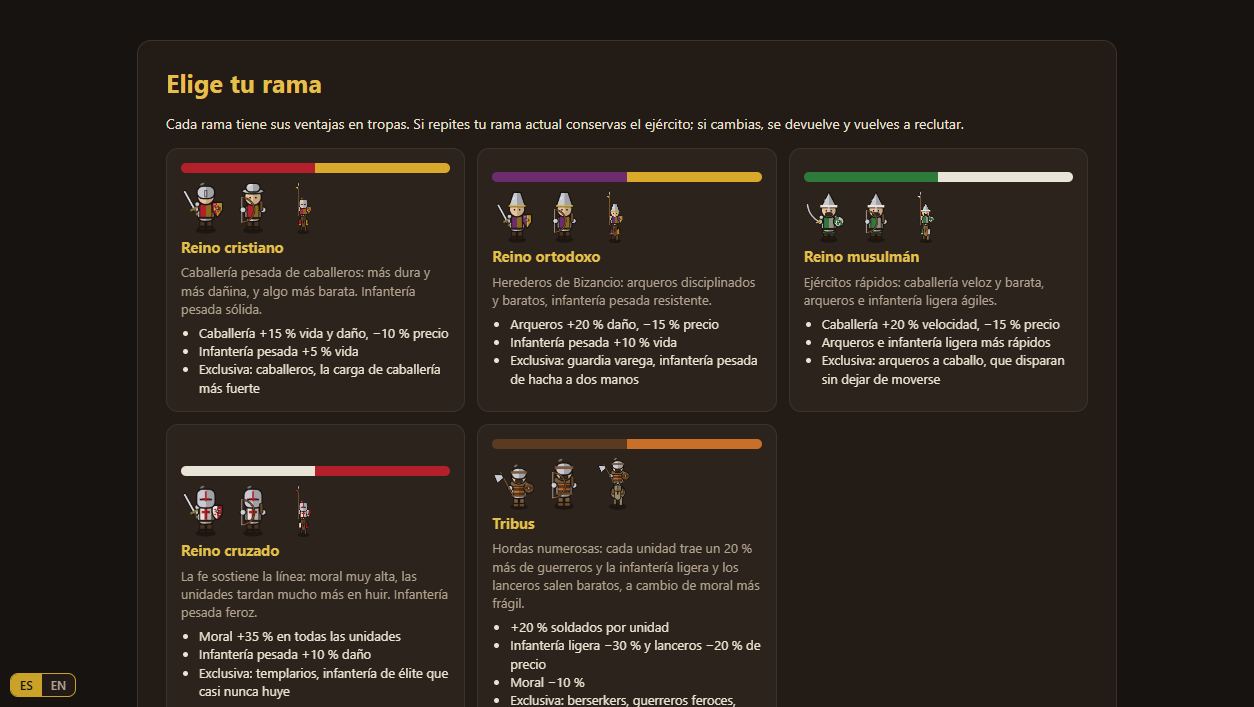 Elige tu rama
Cada rama tiene sus ventajas en tropas. Si repites tu rama actual conservas el ejército; si cambias, se devuelve y vuelves a reclutar.
Reino cristiano
Caballería pesada de caballeros: más dura y
más dañina, y algo más barata. Infantería
pesada sólida.
• Caballería +15 % vida y daño, −10 % precio
• Infantería pesada +5 % vida
• Exclusiva: caballeros, la carga de caballería
más fuerte
Reino ortodoxo
Herederos de Bizancio: arqueros disciplinados
y baratos, infantería pesada resistente.
• Arqueros +20 % daño, −15 % precio
• Infantería pesada +10 % vida
• Exclusiva: guardia varega, infantería pesada
de hacha a dos manos
Reino musulmán
Ejércitos rápidos: caballería veloz y barata,
arqueros e infantería ligera ágiles.
• Caballería +20 % velocidad, −15 % precio
• Arqueros e infantería ligera más rápidos
• Exclusiva: arqueros a caballo, que disparan
sin dejar de moverse
Reino cruzado
La fe sostiene la línea: moral muy alta, las
unidades tardan mucho más en huir. Infantería
pesada feroz.
• Moral +35 % en todas las unidades
• Infantería pesada +10 % daño
• Exclusiva: templarios, infantería de élite que
casi nunca huye
Tribus
Hordas numerosas: cada unidad trae un 20 %
más de guerreros y la infantería ligera y los
lanceros salen baratos, a cambio de moral más
frágil.
• +20 % soldados por unidad
• Infantería ligera −30 % y lanceros −20 % de
precio
• Moral −10 %
• Exclusiva: berserkers, guerreros feroces,
ES EN